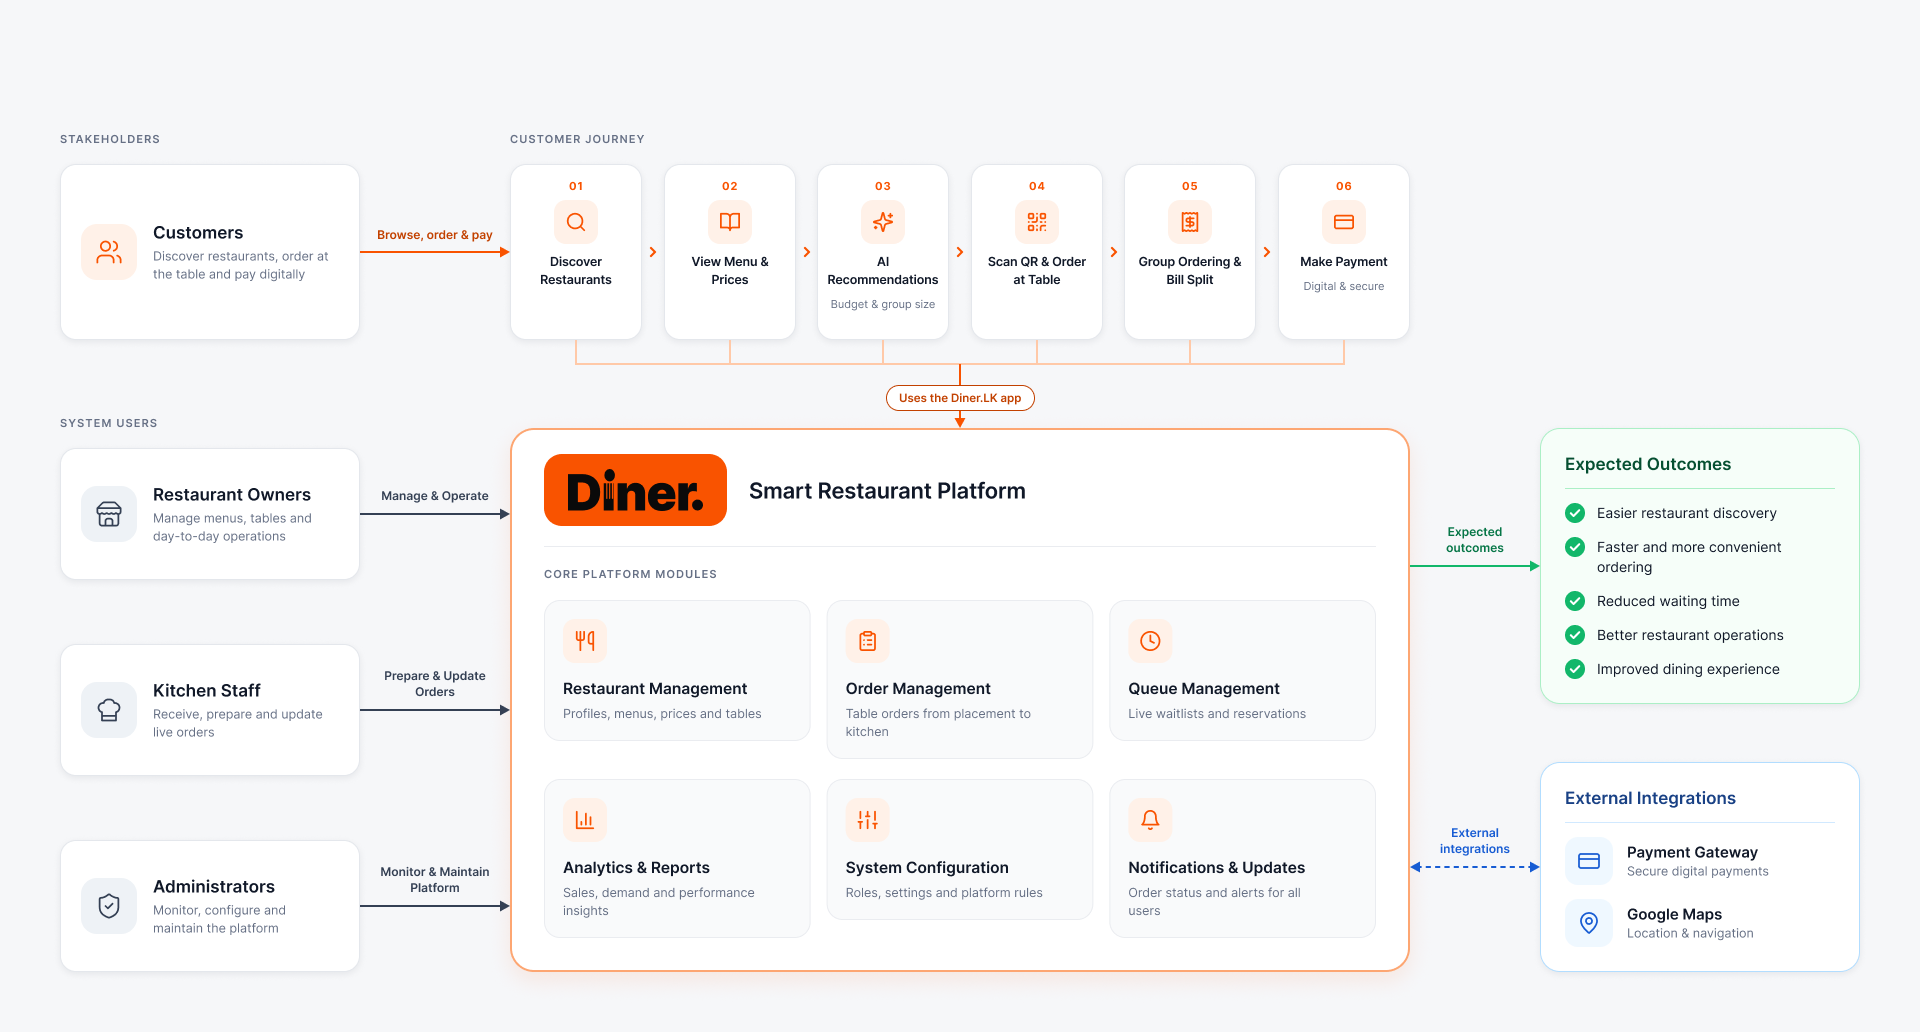 STAKEHOLDERS
CUSTOMER JOURNEY
Customers
Discover restaurants, order at
the table and pay digitally
Browse, order & pay
01
Discover
Restaurants
02
View Menu &
Prices
03
AI
Recommendations
Budget & group size
04
Scan QR & Order
at Table
05
Group Ordering &
Bill Split
06
Make Payment
Digital & secure
Uses the Diner.LK app
SYSTEM USERS
Restaurant Owners
Manage menus, tables and
day-to-day operations
Manage & Operate
Kitchen Staff
Receive, prepare and update
live orders
Prepare & Update
Orders
Administrators
Monitor, configure and
maintain the platform
Monitor & Maintain
Platform
Diner.
Smart Restaurant Platform
CORE PLATFORM MODULES
Restaurant Management
Profiles, menus, prices and tables
Order Management
Table orders from placement to
kitchen
Queue Management
Live waitlists and reservations
Analytics & Reports
Sales, demand and performance
insights
System Configuration
Roles, settings and platform rules
Notifications & Updates
Order status and alerts for all
users
Expected
outcomes
Expected Outcomes
Easier restaurant discovery
Faster and more convenient
ordering
Reduced waiting time
Better restaurant operations
Improved dining experience
External
integrations
External Integrations
Payment Gateway
Secure digital payments
Google Maps
Location & navigation